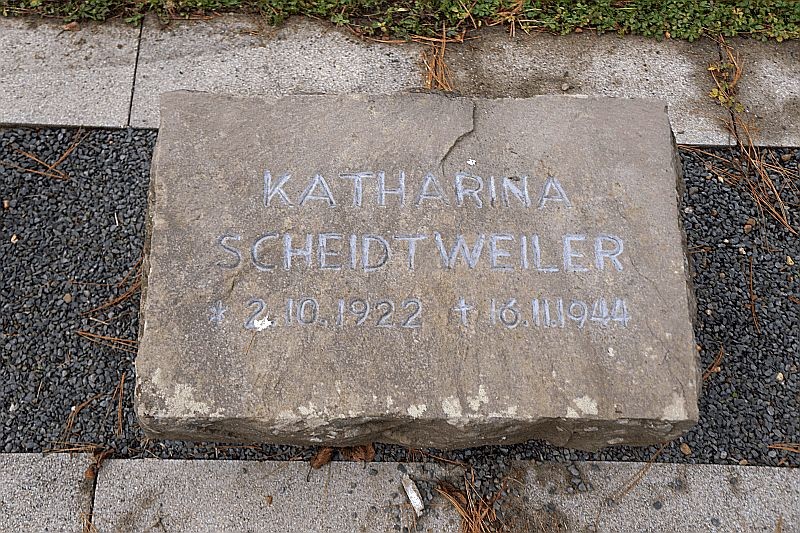 KATHARINA
SCHEIDTWEILER
* 2.10.1922 † 16.11.1944